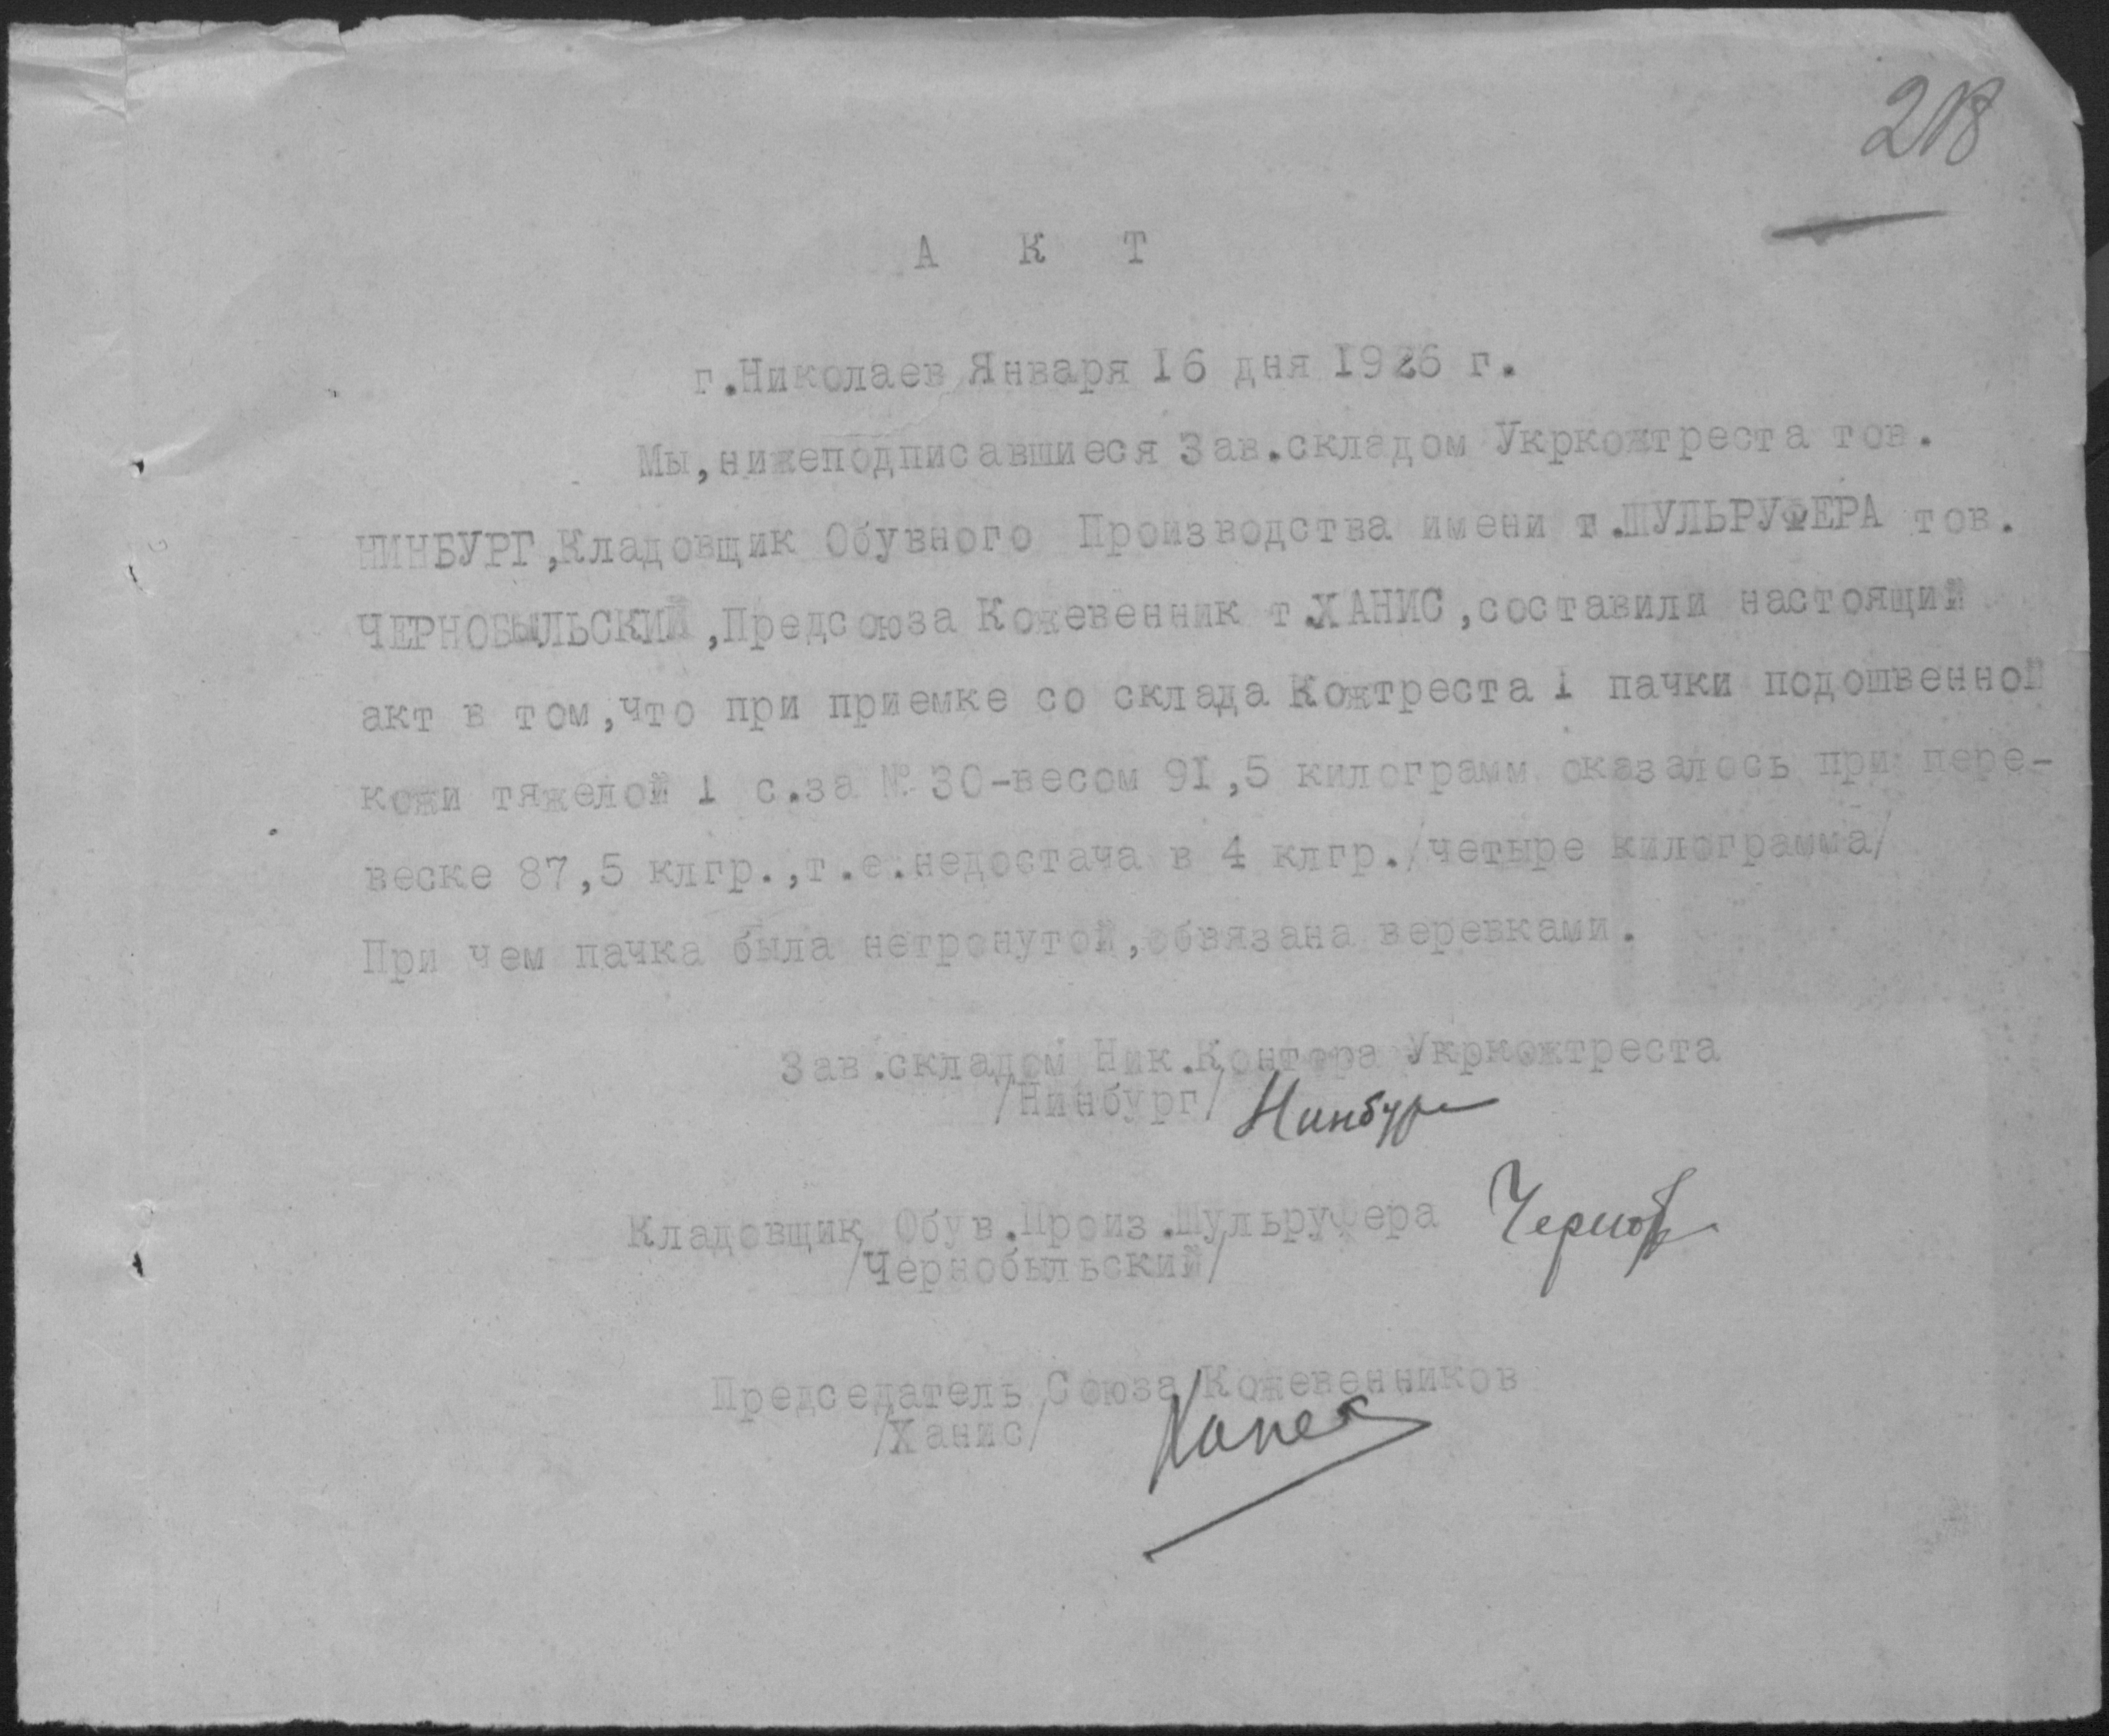 218
А К Т
г.Николаев Января 16 дня 1926 г.
Мы,нижеподписавшиеся Зав.складом Укркожтреста тов.
НИНБУРГ,Кладовщик Обувного Производства имени т.ШУЛЬРУФЕРА тов.
ЧЕРНОБЫЛЬСКИЙ,Предсоюза Кожевенник т.ХАНИС,составили настоящий
акт в том,что при приемке со склада Кожтреста 1 пачки подошвенной
кожи тяжелой 1 с.за № 30-весом 91,5 килограмм оказалось при пере-
веске 87,5 клгр.,т.е.недостача в 4 клгр./четыре килограмма/
При чем пачка была нетронутой,обвязана веревками.
Зав.складом Ник.Контора Укркожтреста
/Нинбург/ Нинбург
Кладовщик Обув.Произ.Шульруфера Черноб
/Чернобыльский/
Председатель Союза Кожевенников
/Ханис/ Ханис